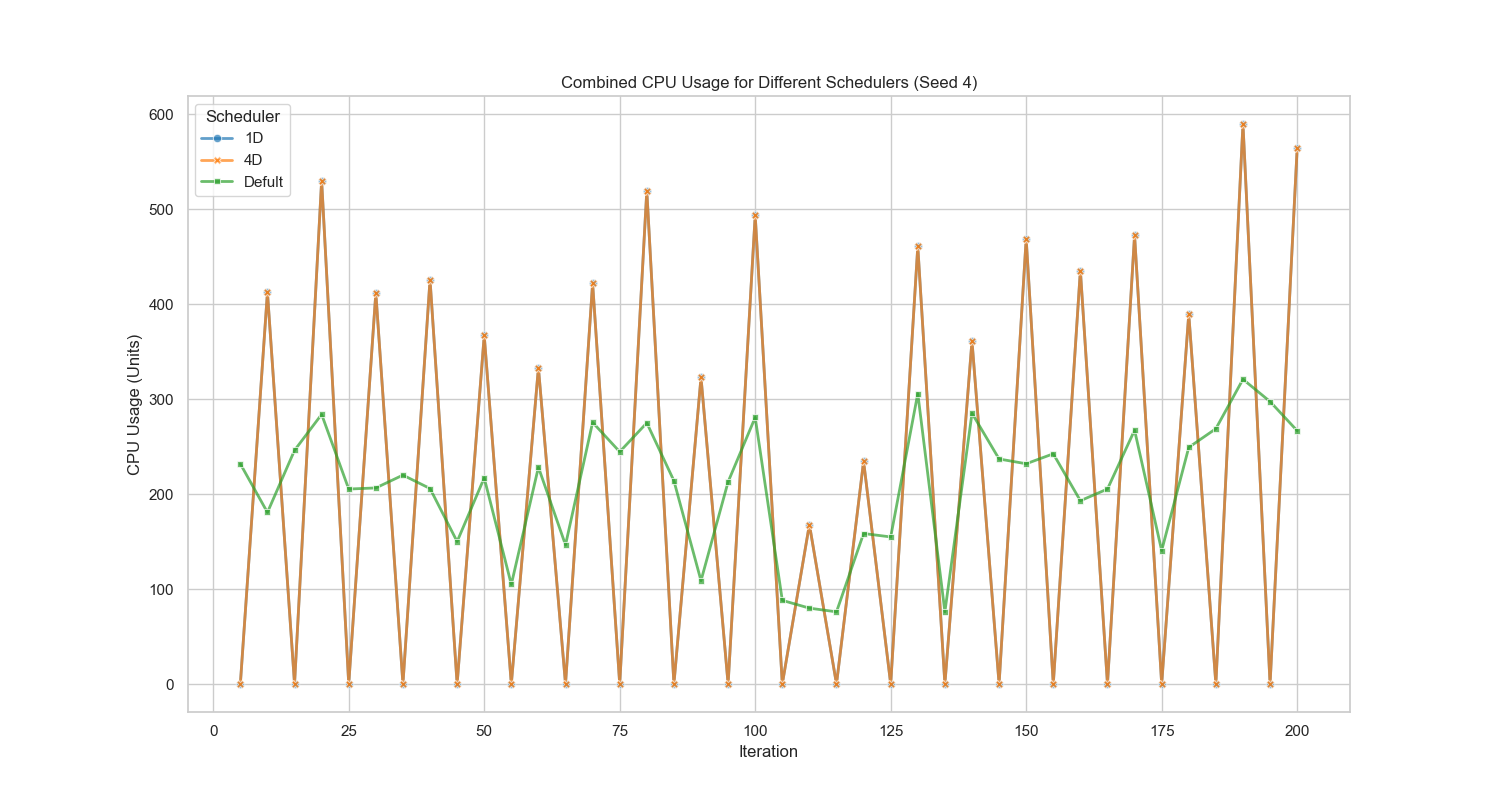 Combined CPU Usage for Different Schedulers (Seed 4)
Scheduler
1D
4D
Defult
CPU Usage (Units)
600
500
400
300
200
100
0
0 25 50 75 100 125 150 175 200
Iteration